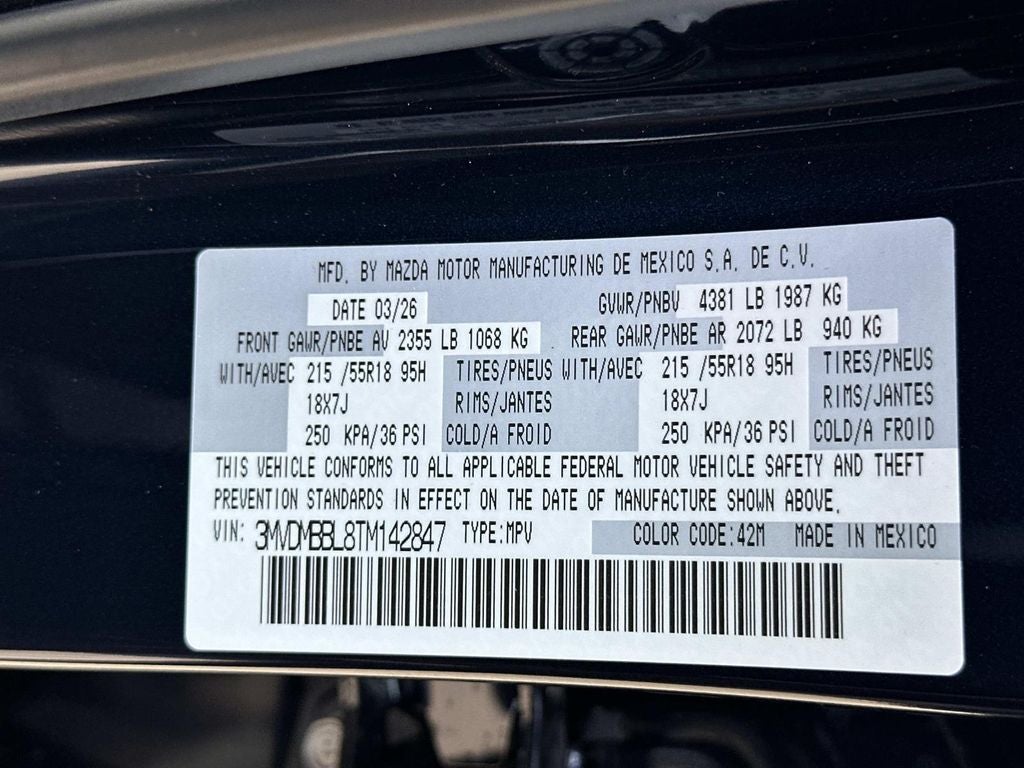 MFD. BY MAZDA MOTOR MANUFACTURING DE MEXICO S.A. DE C.V.
DATE 03/26 GVWR/PNBV 4381 LB 1987 KG
FRONT GAWR/PNBE AV 2355 LB 1068 KG REAR GAWR/PNBE AR 2072 LB 940 KG
WITH/AVEC 215 /55R18 95H TIRES/PNEUS WITH/AVEC 215 /55R18 95H TIRES/PNEUS
18X7J RIMS/JANTES 18X7J RIMS/JANTES
250 KPA/36 PSI COLD/A FROID 250 KPA/36 PSI COLD/A FROID
THIS VEHICLE CONFORMS TO ALL APPLICABLE FEDERAL MOTOR VEHICLE SAFETY AND THEFT
PREVENTION STANDARDS IN EFFECT ON THE DATE OF MANUFACTURE SHOWN ABOVE.
VIN: 3MVDMBBL8TM142847 TYPE:MPV COLOR CODE:42M MADE IN MEXICO